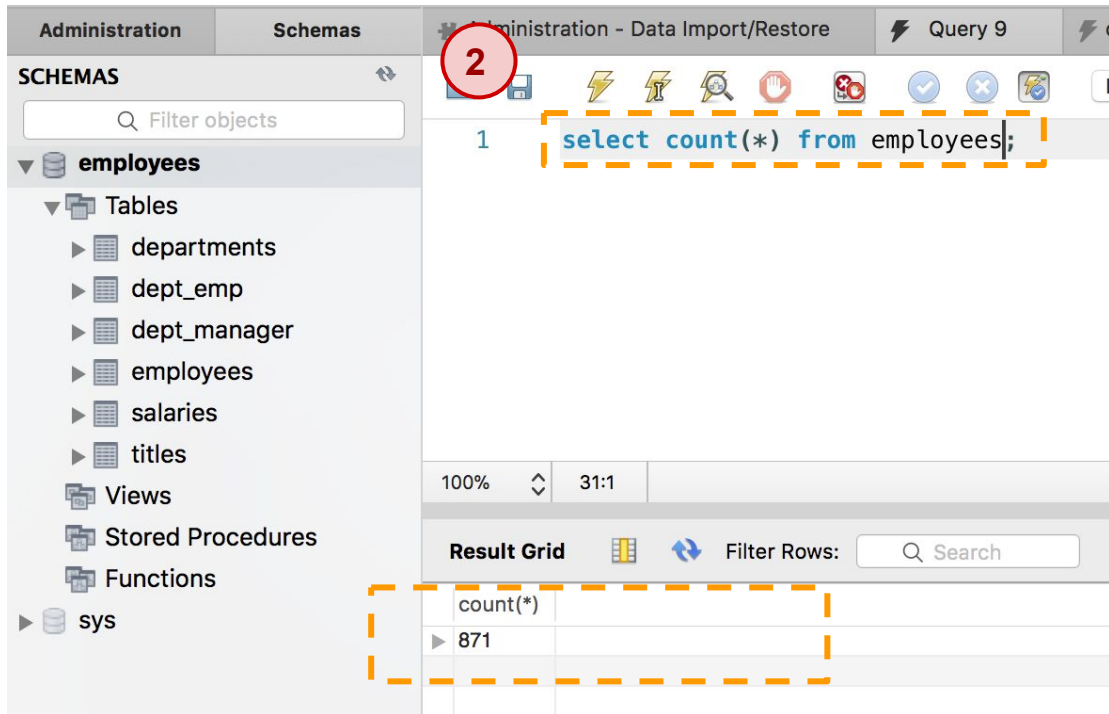 Administration
Schemas
Administration - Data Import/Restore
Query 9
2
SCHEMAS
Filter objects
1
select count(*) from employees;
employees
Tables
departments
dept_emp
dept_manager
employees
salaries
titles
Views
Stored Procedures
Functions
sys
100%
31:1
Result Grid
Filter Rows:
Search
count(*)
871